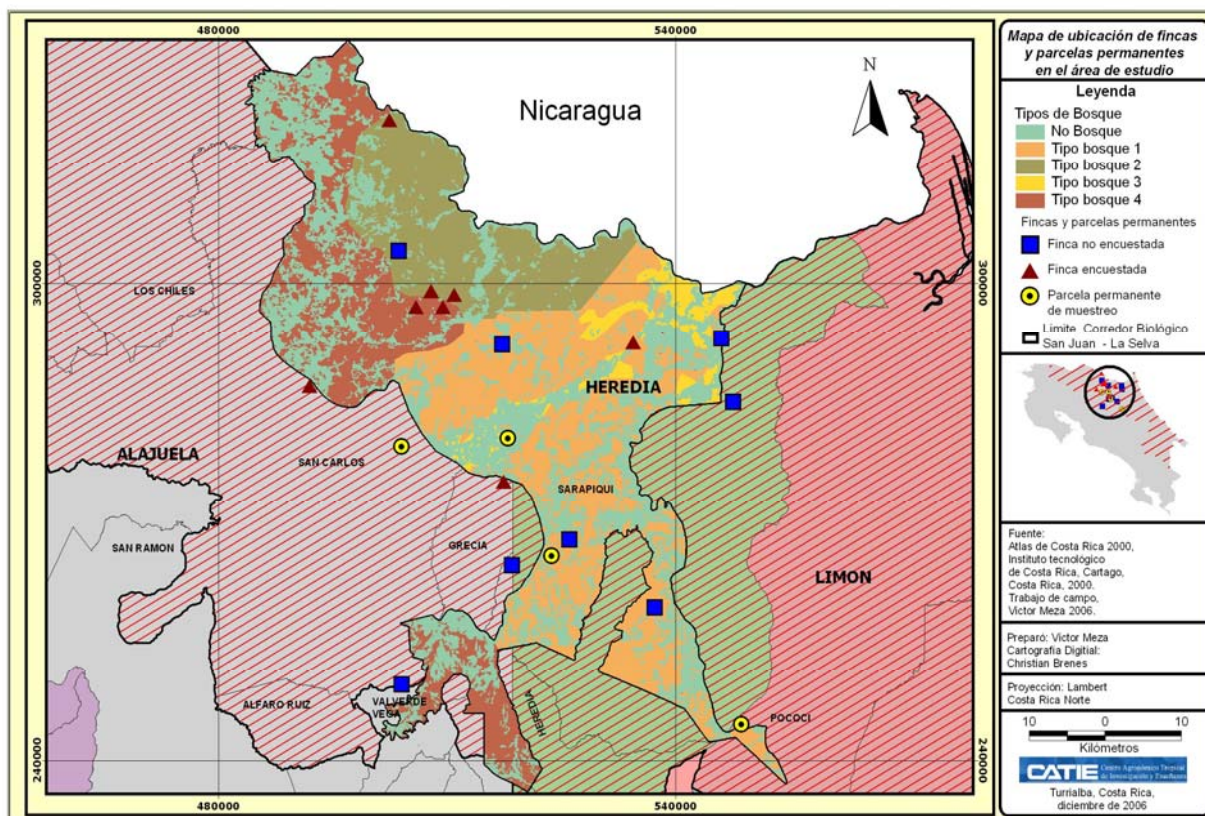 480000
540000
Nicaragua
N
300000
300000
LOS CHILES
HEREDIA
ALAJUELA
SAN CARLOS
SARAPIQUI
SAN RAMON
GRECIA
LIMON
ALFARO RUIZ
VALVERDE
VEGA
HEREDIA
POCOCI
240000
240000
480000
540000
Mapa de ubicación de fincas
y parcelas permanentes
en el área de estudio
Leyenda
Tipos de Bosque
No Bosque
Tipo bosque 1
Tipo bosque 2
Tipo bosque 3
Tipo bosque 4
Fincas y parcelas permanentes
Finca no encuestada
Finca encuestada
Parcela permanente
de muestreo
Limite Corredor Biológico
San Juan - La Selva
Fuente:
Atlas de Costa Rica 2000,
Instituto tecnológico
de Costa Rica, Cartago,
Costa Rica, 2000.
Trabajo de campo,
Victor Meza 2006.
Preparó: Victor Meza
Cartografía Digitial:
Christian Brenes
Proyección: Lambert
Costa Rica Norte
10 0 10
Kilómetros
CATIE Centro Agronómico Tropical
de Investigación y Enseñanza
Turrialba, Costa Rica,
diciembre de 2006